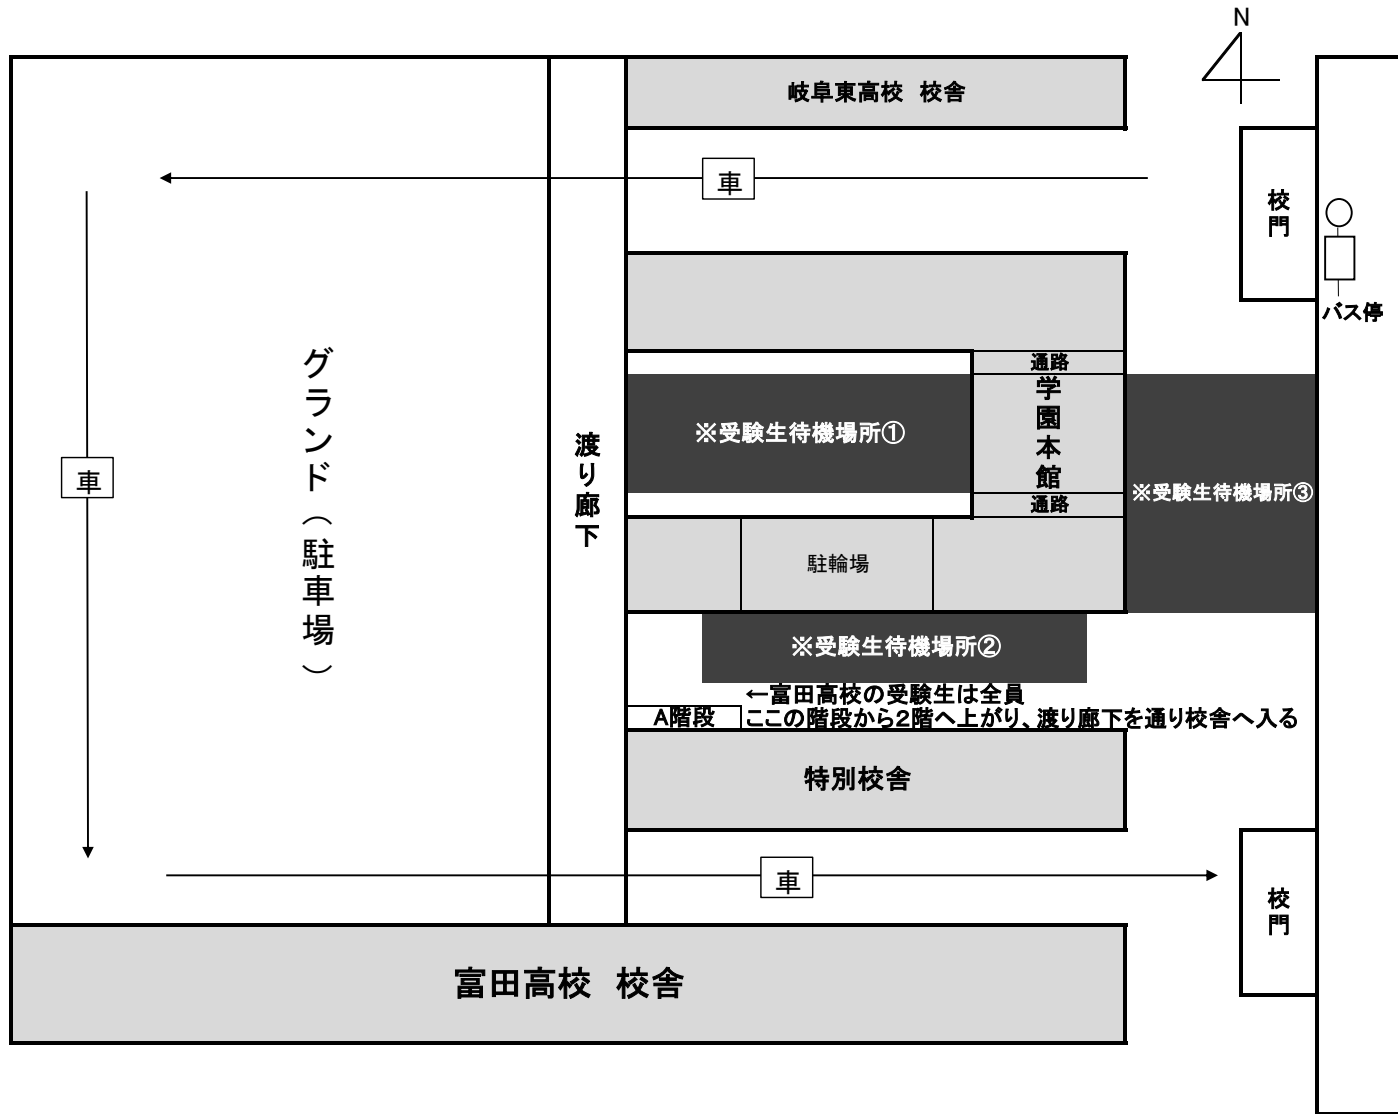 N
岐阜東高校　校舎
車
校門
バス停
通路
学園本館
通路
※受験生待機場所①
※受験生待機場所③
グランド（駐車場）
渡り廊下
車
駐輪場
※受験生待機場所②
←富田高校の受験生は全員
A階段
ここの階段から2階へ上がり、渡り廊下を通り校舎へ入る
特別校舎
車
校門
富田高校　校舎